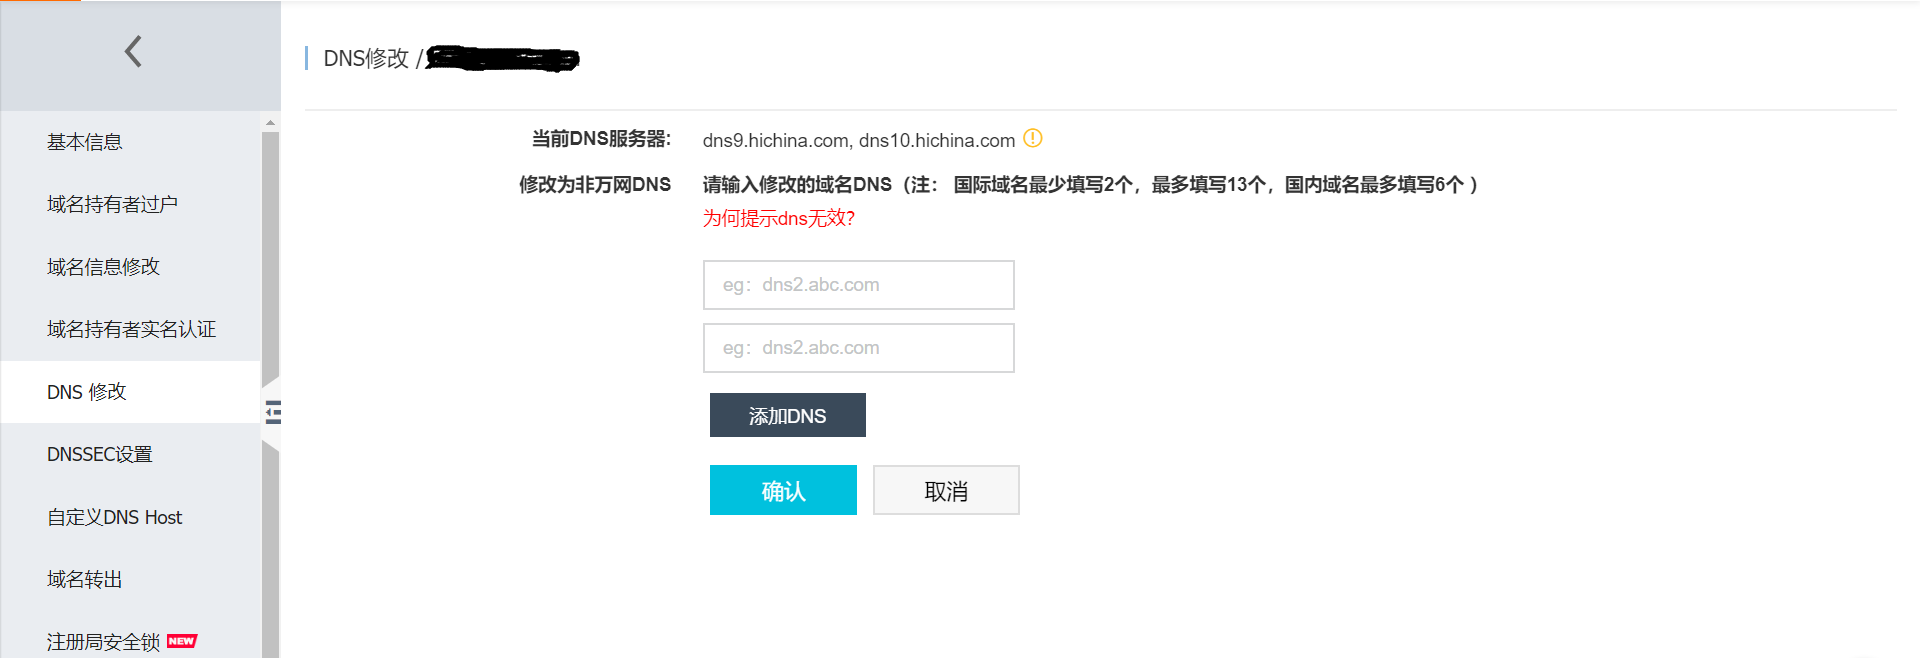 基本信息
域名持有者过户
域名信息修改
域名持有者实名认证
DNS 修改
DNSSEC设置
自定义DNS Host
域名转出
注册局安全锁 NEW
DNS修改 /
当前DNS服务器: dns9.hichina.com, dns10.hichina.com
修改为非万网DNS 请输入修改的域名DNS（注： 国际域名最少填写2个，最多填写13个，国内域名最多填写6个 ）
为何提示dns无效?
eg：dns2.abc.com
eg：dns2.abc.com
添加DNS
确认 取消